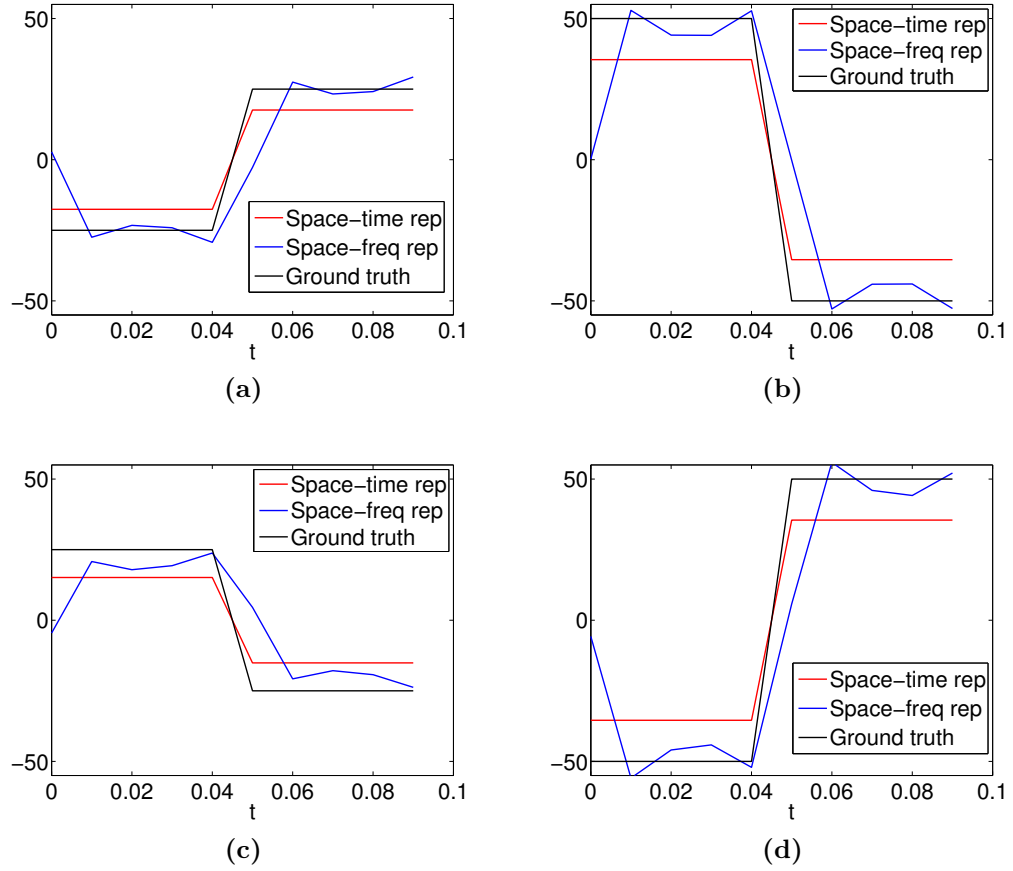 50
0
−50
0 0.02 0.04 0.06 0.08 0.1
t
Space−time rep
Space−freq rep
Ground truth
(a)
50
0
−50
0 0.02 0.04 0.06 0.08 0.1
t
Space−time rep
Space−freq rep
Ground truth
(b)
50
0
−50
0 0.02 0.04 0.06 0.08 0.1
t
Space−time rep
Space−freq rep
Ground truth
(c)
50
0
−50
0 0.02 0.04 0.06 0.08 0.1
t
Space−time rep
Space−freq rep
Ground truth
(d)